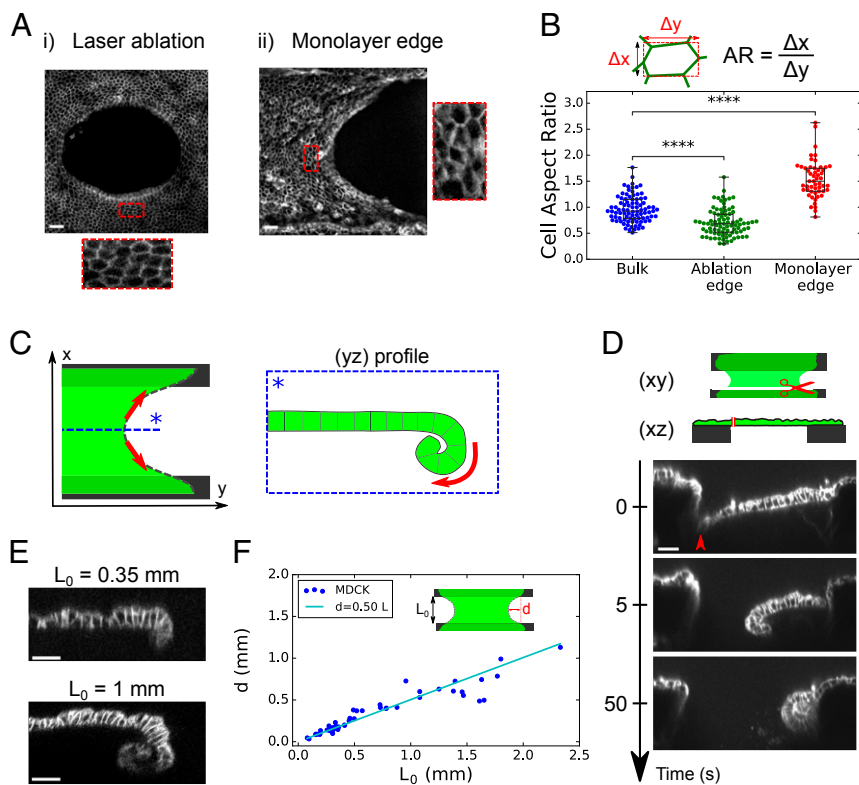 A
i) Laser ablation
ii) Monolayer edge
B
Δy
Δx
AR = Δx/Δy
****
****
Cell Aspect Ratio
3.0
2.5
2.0
1.5
1.0
0.5
0.0
Bulk
Ablation edge
Monolayer edge
C
x
*
y
(yz) profile
*
D
(xy)
(xz)
0
5
50
Time (s)
E
L₀ = 0.35 mm
L₀ = 1 mm
F
MDCK
d=0.50 L
L₀
d
d (mm)
2.0
1.5
1.0
0.5
0.0
0.0 0.5 1.0 1.5 2.0 2.5
L₀ (mm)